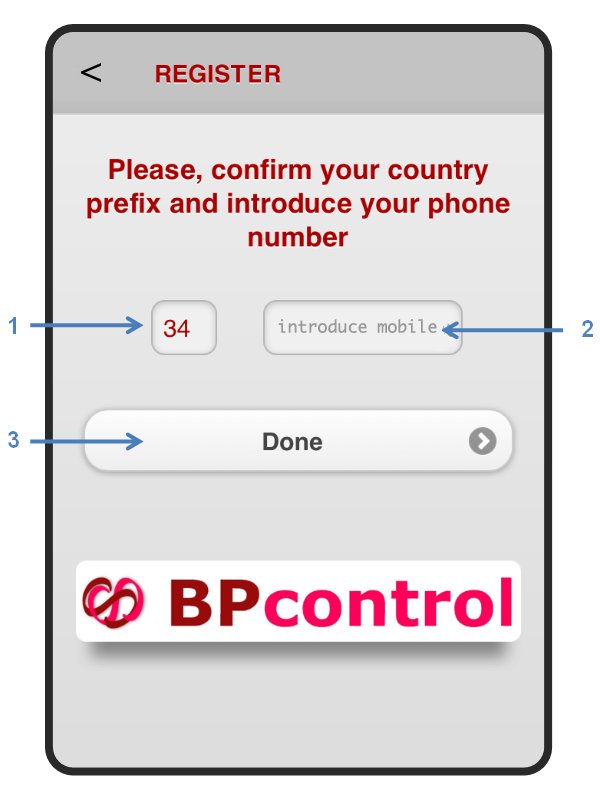 < REGISTER
Please, confirm your country
prefix and introduce your phone
number
1 34 introduce mobile 2
3 Done
BPcontrol